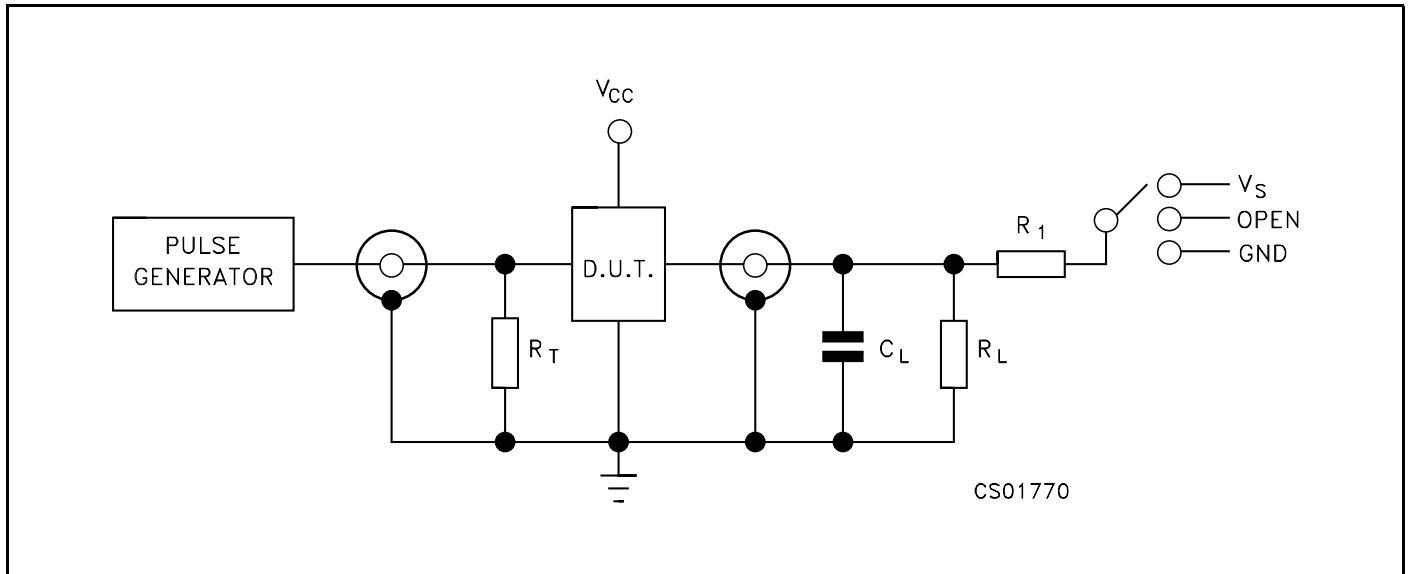 VCC
PULSE
GENERATOR
D.U.T.
RT
CL
RL
R1
VS
OPEN
GND
CS01770